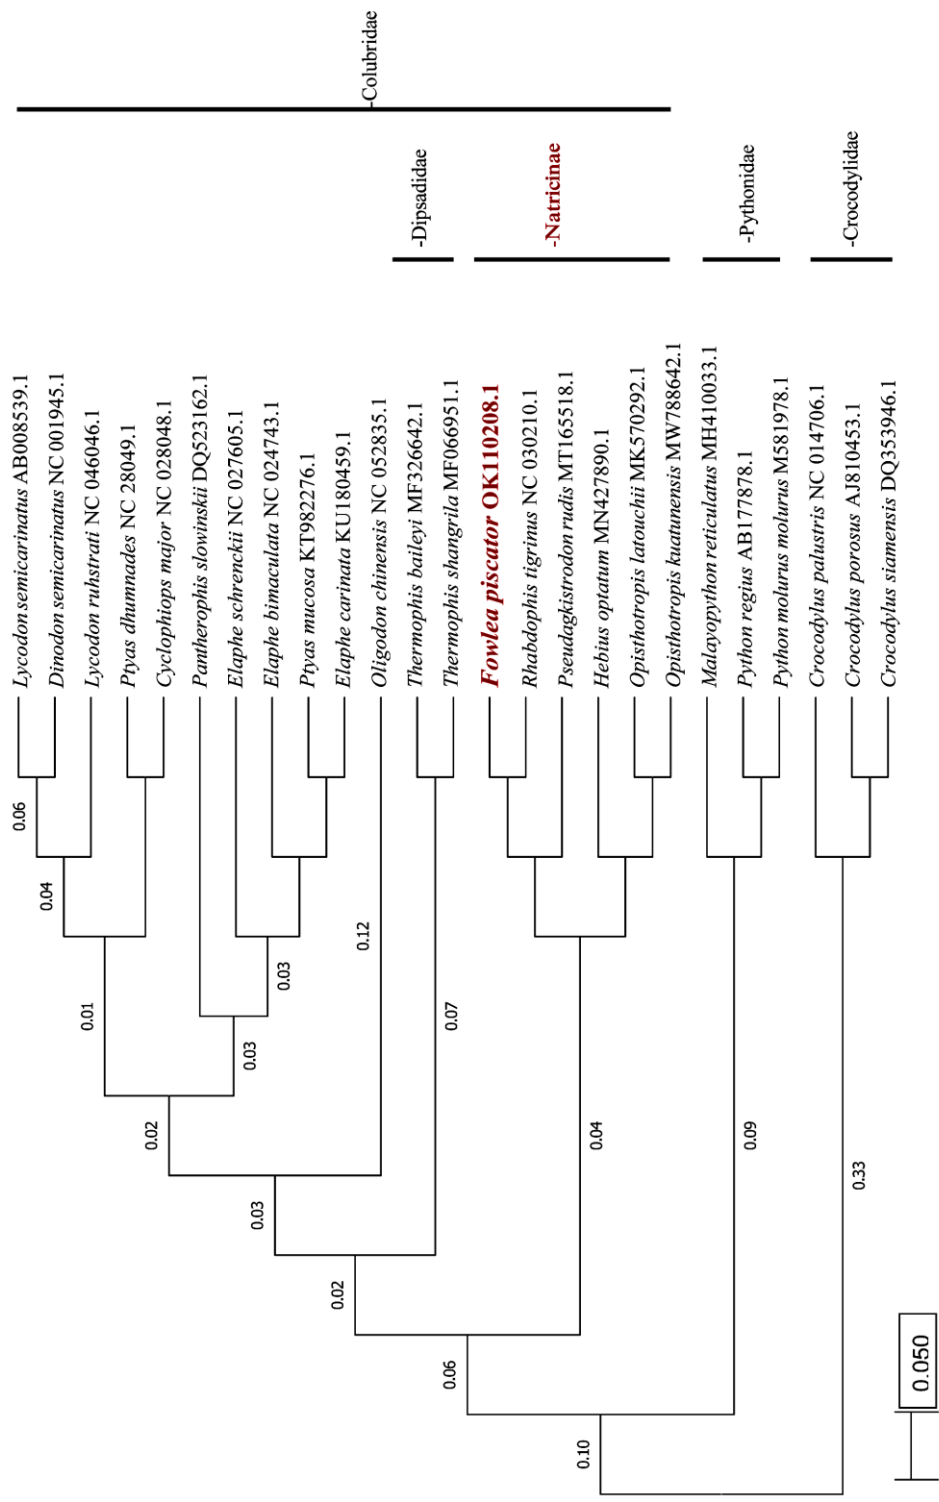 Lycodon semicarinatus AB008539.1
Dinodon semicarinatus NC 001945.1
Lycodon ruhstrati NC 046046.1
Ptyas dhumnades NC 28049.1
Cyclophiops major NC 028048.1
Pantherophis slowinskii DQ523162.1
Elaphe schrenckii NC 027605.1
Elaphe bimaculata NC 024743.1
Ptyas mucosa KT982276.1
Elaphe carinata KU180459.1
Oligodon chinensis NC 052835.1
Thermophis baileyi MF326642.1
Thermophis shangrila MF066951.1
Fowlea piscator OK110208.1
Rhabdophis tigrinus NC 030210.1
Pseudagkistrodon rudis MT165518.1
Hebius optatum MN427890.1
Opisthotropis latouchii MK570292.1
Opisthotropis kuatunensis MW788642.1
Malayopython reticulatus MH410033.1
Python regius AB177878.1
Python molurus M581978.1
Crocodylus palustris NC 014706.1
Crocodylus porosus AJ810453.1
Crocodylus siamensis DQ353946.1
-Colubridae
-Dipsadidae
-Natricinae
-Pythonidae
-Crocodylidae
0.06
0.04
0.01
0.03
0.03
0.02
0.12
0.03
0.07
0.02
0.04
0.06
0.09
0.10
0.33
0.050